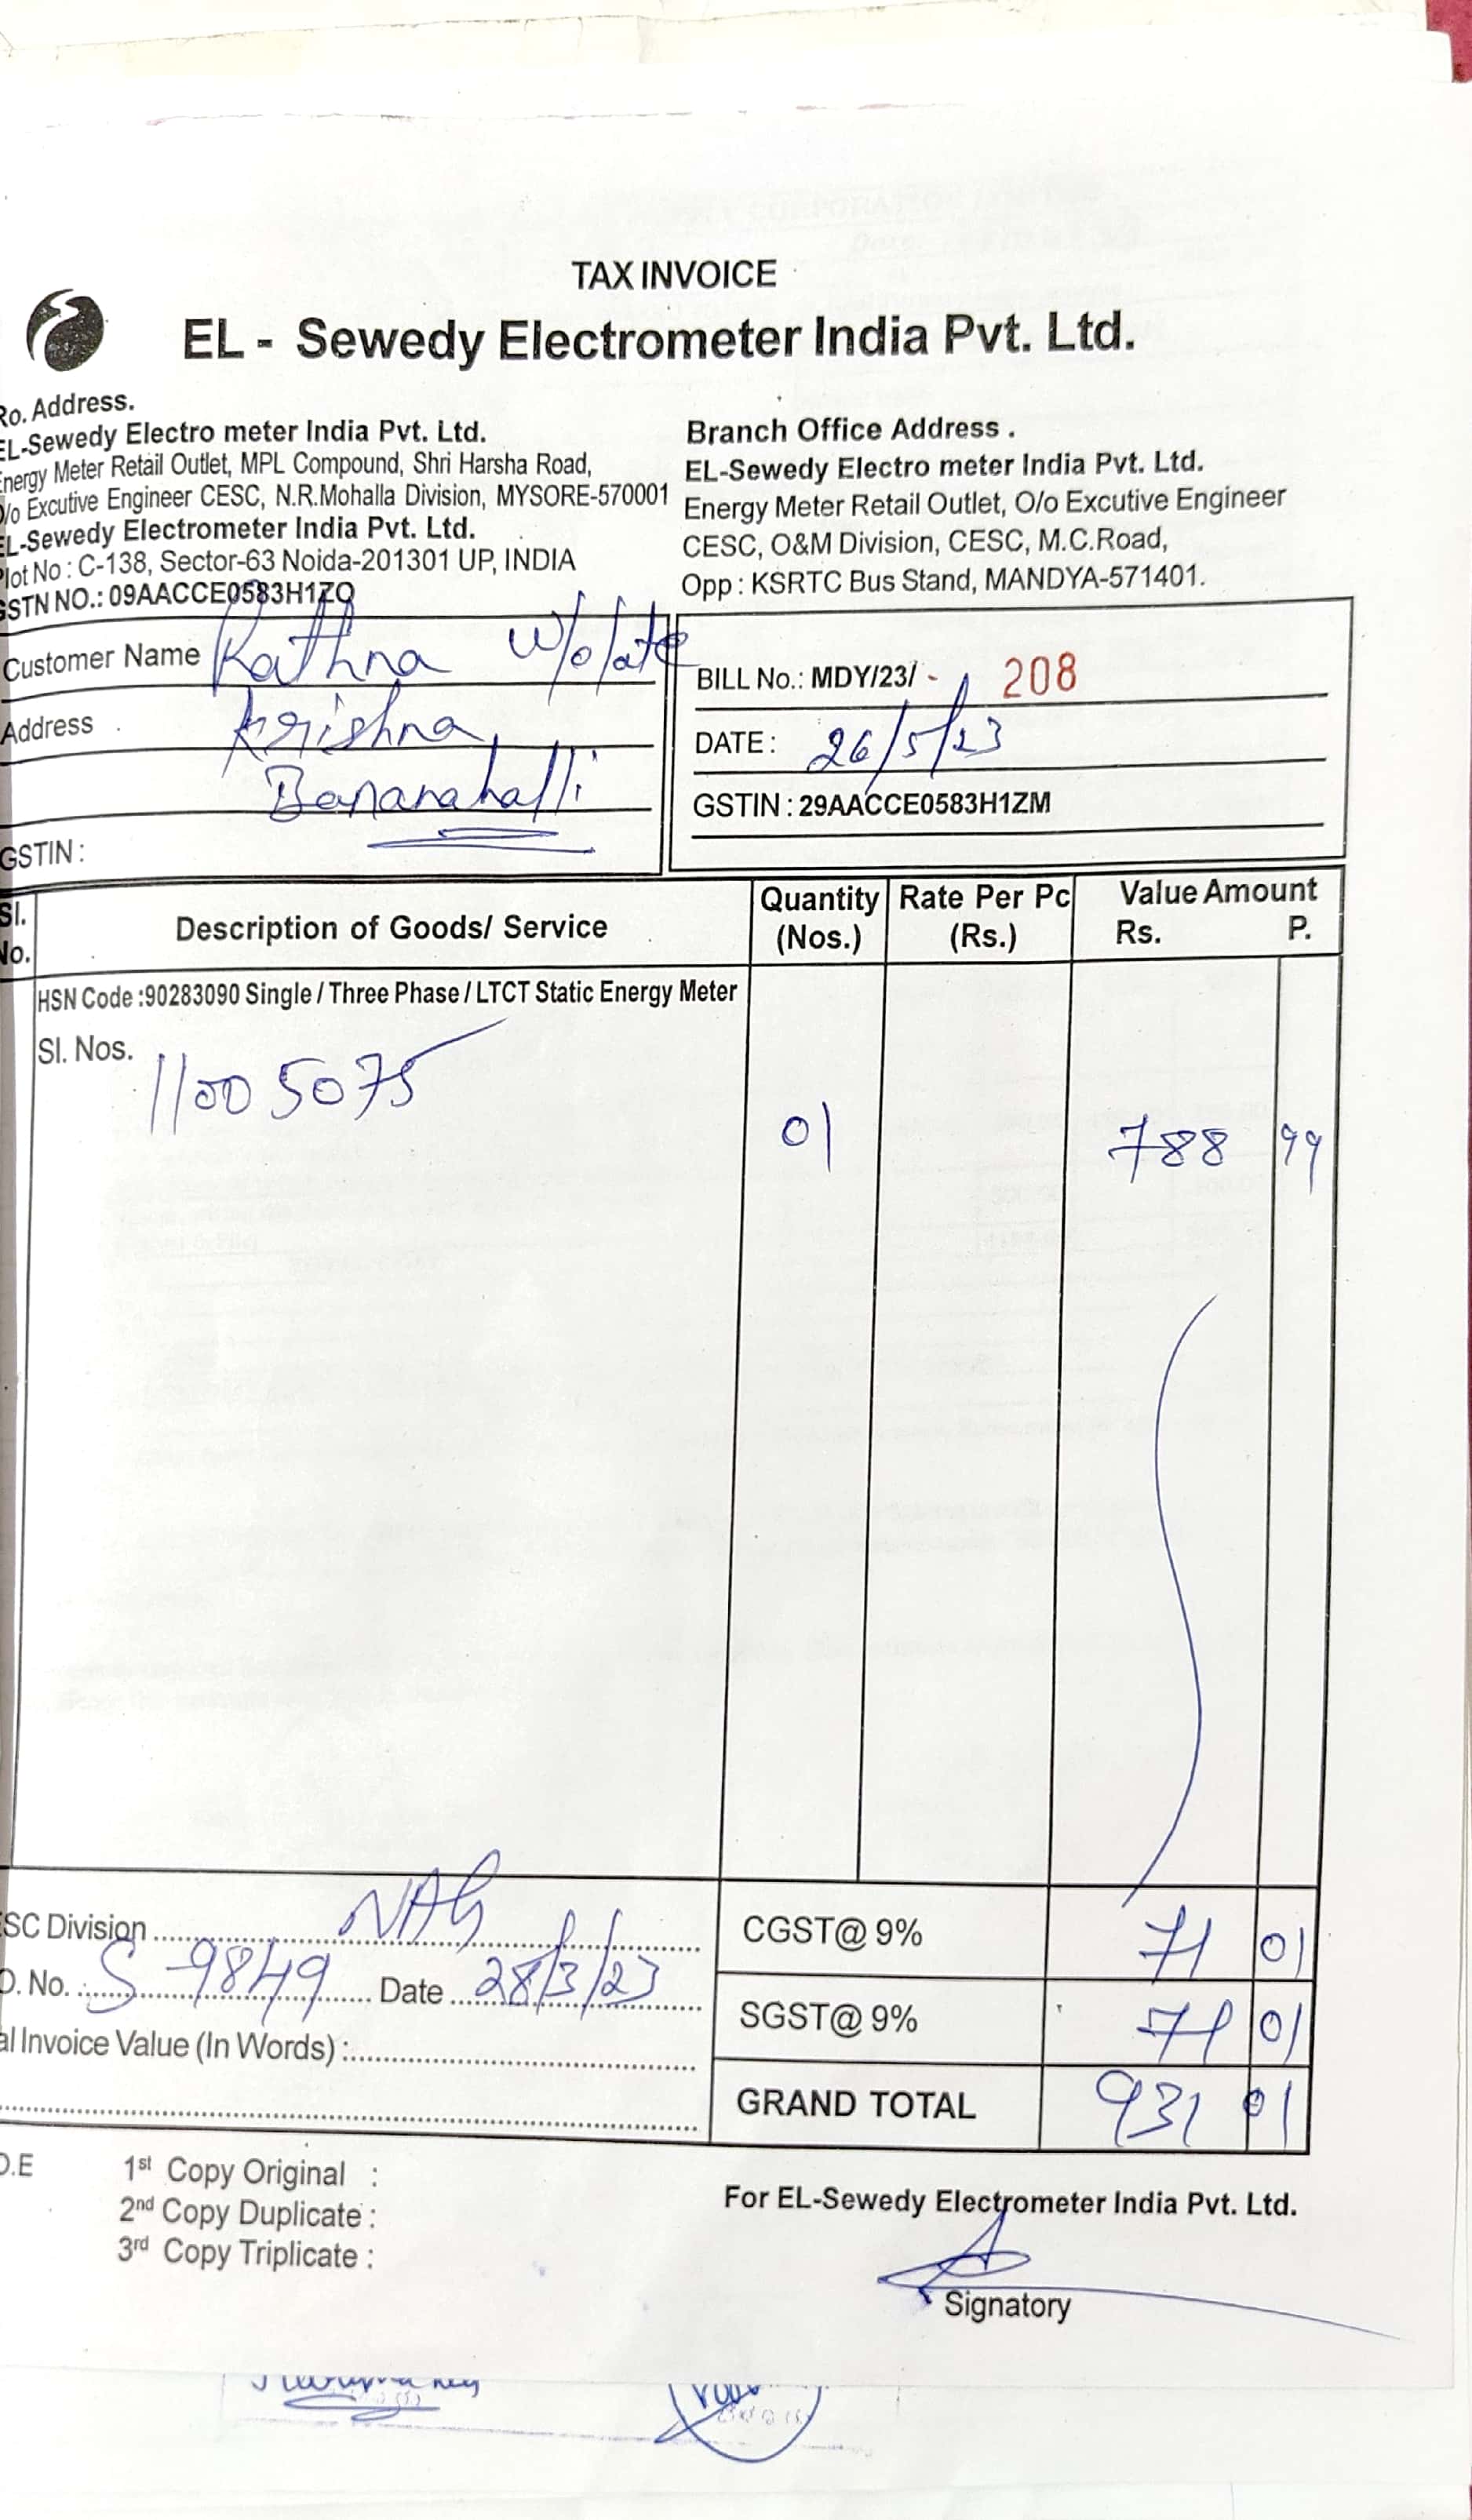 TAX INVOICE
EL - Sewedy Electrometer India Pvt. Ltd.
Ro. Address.
EL-Sewedy Electro meter India Pvt. Ltd.
Energy Meter Retail Outlet, MPL Compound, Shri Harsha Road,
O/o Excutive Engineer CESC, N.R.Mohalla Division, MYSORE-570001
EL-Sewedy Electrometer India Pvt. Ltd.
Plot No : C-138, Sector-63 Noida-201301 UP, INDIA
GSTN NO.: 09AACCE0583H1ZO
Branch Office Address .
EL-Sewedy Electro meter India Pvt. Ltd.
Energy Meter Retail Outlet, O/o Excutive Engineer
CESC, O&M Division, CESC, M.C.Road,
Opp : KSRTC Bus Stand, MANDYA-571401.
Customer Name Rathna w/o late
Address Krishna
Bananahalli
GSTIN :
BILL No.: MDY/23/ - 208
DATE : 26/5/23
GSTIN : 29AACCE0583H1ZM
Sl. No. Description of Goods/ Service Quantity (Nos.) Rate Per Pc (Rs.) Value Amount Rs. P.
HSN Code :90283090 Single / Three Phase / LTCT Static Energy Meter
Sl. Nos. 11005075
01 788 99
SC Division NAG
O. No. : S-9849 Date 28/3/23
al Invoice Value (In Words) :
CGST@ 9% 71 01
SGST@ 9% 71 01
GRAND TOTAL 931 01
O.E 1st Copy Original :
2nd Copy Duplicate :
3rd Copy Triplicate :
For EL-Sewedy Electrometer India Pvt. Ltd.
Signatory